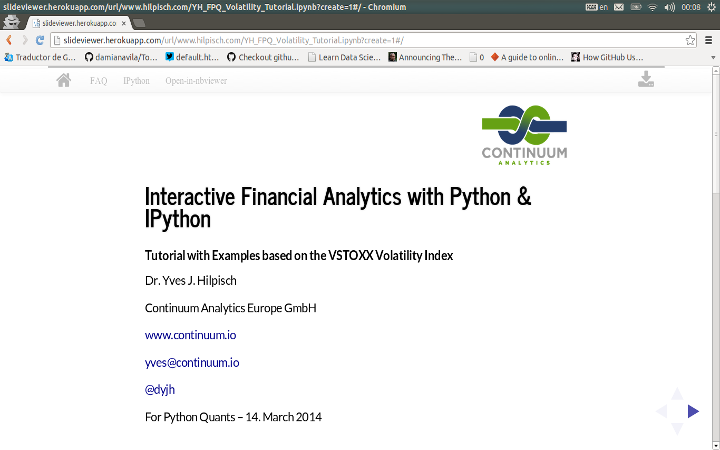 slideviewer.herokuapp.com/url/www.hilpisch.com/YH_FPQ_Volatility_Tutorial.ipynb?create=1#/ - Chromium
en
00:08
slideviewer.herokuapp.co
slideviewer.herokuapp.com/url/www.hilpisch.com/YH_FPQ_Volatility_Tutorial.ipynb?create=1#/
Traductor de G...
damianavila/To...
default.ht...
Checkout githu...
Learn Data Scie...
Announcing The...
0
A guide to onlin...
How GitHub Us...
FAQ
IPython
Open-in-nbviewer
CONTINUUM
ANALYTICS
Interactive Financial Analytics with Python &
IPython
Tutorial with Examples based on the VSTOXX Volatility Index
Dr. Yves J. Hilpisch
Continuum Analytics Europe GmbH
www.continuum.io
yves@continuum.io
@dyjh
For Python Quants – 14. March 2014